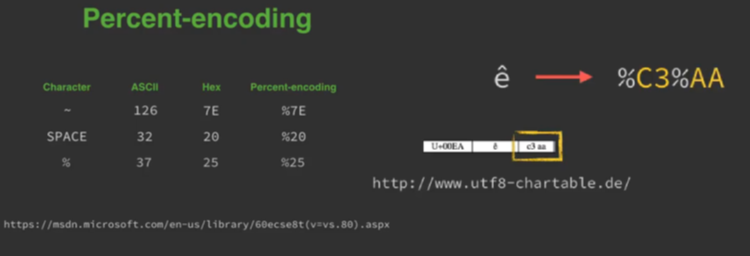 Percent-encoding
Character ASCII Hex Percent-encoding
~ 126 7E %7E
SPACE 32 20 %20
% 37 25 %25
https://msdn.microsoft.com/en-us/library/60ecse8t(v=vs.80).aspx
ê %C3%AA
U+00EA ê c3 aa
http://www.utf8-chartable.de/